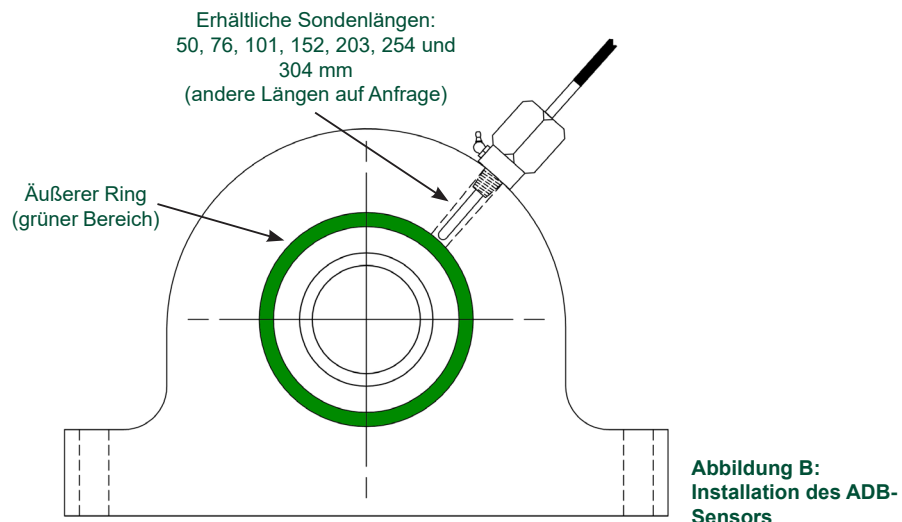 Erhältliche Sondenlängen:
50, 76, 101, 152, 203, 254 und
304 mm
(andere Längen auf Anfrage)
Äußerer Ring
(grüner Bereich)
Abbildung B:
Installation des ADB-
Sensors